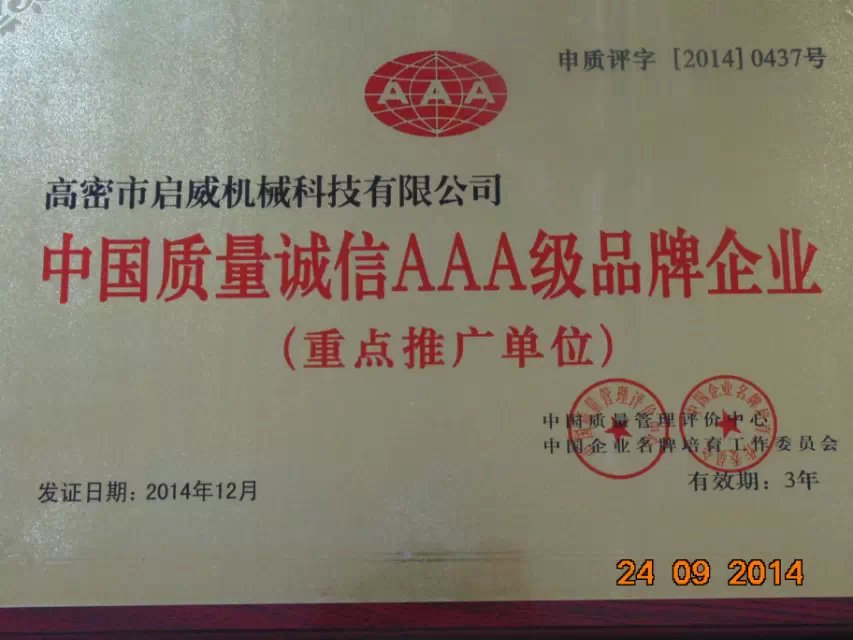 申质评字 [2014] 0437号
AAA
高密市启威机械科技有限公司
中国质量诚信AAA级品牌企业
(重点推广单位)
中国质量管理评价中心
中国企业名牌培育工作委员会
发证日期：2014年12月
有效期：3年
24 09 2014